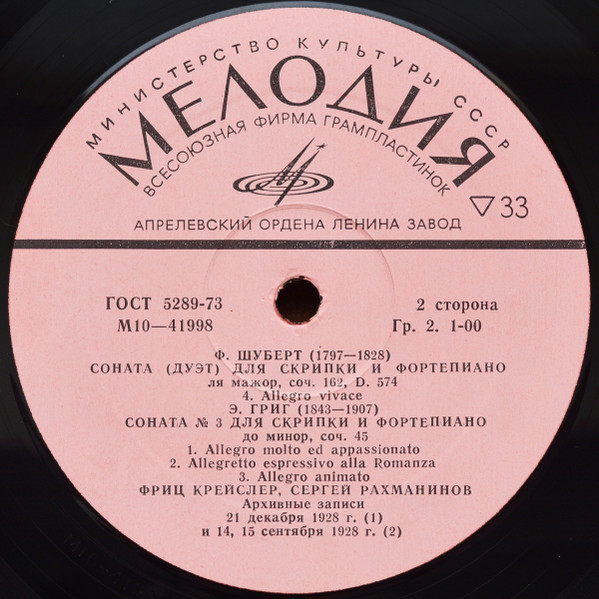 МИНИСТЕРСТВО КУЛЬТУРЫ СССР
МЕЛОДИЯ
ВСЕСОЮЗНАЯ ФИРМА ГРАМПЛАСТИНОК
33
АПРЕЛЕВСКИЙ ОРДЕНА ЛЕНИНА ЗАВОД
ГОСТ 5289-73 2 сторона
М10—41998 Гр. 2. 1-00
Ф. ШУБЕРТ (1797—1828)
СОНАТА (ДУЭТ) ДЛЯ СКРИПКИ И ФОРТЕПИАНО
ля мажор, соч. 162, D. 574
4. Allegro vivace
Э. ГРИГ (1843—1907)
СОНАТА № 3 ДЛЯ СКРИПКИ И ФОРТЕПИАНО
до минор, соч. 45
1. Allegro molto ed appassionato
2. Allegretto espressivo alla Romanza
3. Allegro animato
ФРИЦ КРЕЙСЛЕР, СЕРГЕЙ РАХМАНИНОВ
Архивные записи
21 декабря 1928 г. (1)
и 14, 15 сентября 1928 г. (2)